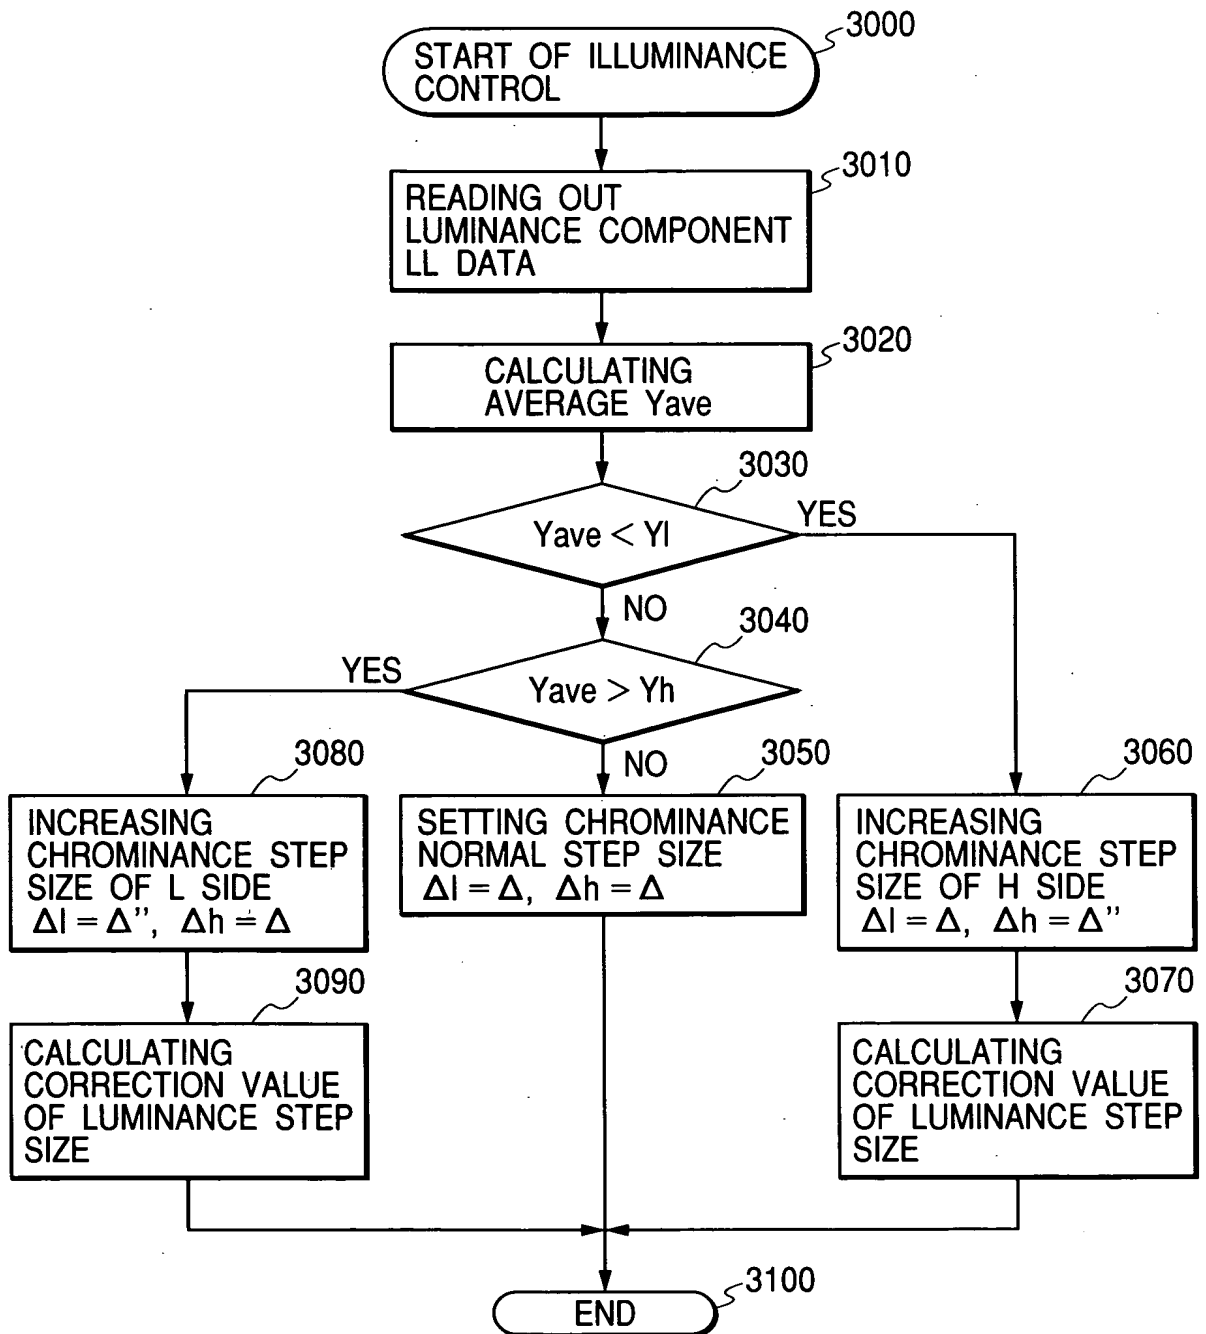 3000
START OF ILLUMINANCE
CONTROL
3010
READING OUT
LUMINANCE COMPONENT
LL DATA
3020
CALCULATING
AVERAGE Yave
3030
Yave < Yl
YES
NO
3040
Yave > Yh
YES
NO
3080
INCREASING
CHROMINANCE STEP
SIZE OF L SIDE
Δl = Δ”, Δh = Δ
3050
SETTING CHROMINANCE
NORMAL STEP SIZE
Δl = Δ, Δh = Δ
3060
INCREASING
CHROMINANCE STEP
SIZE OF H SIDE
Δl = Δ, Δh = Δ”
3090
CALCULATING
CORRECTION VALUE
OF LUMINANCE STEP
SIZE
3070
CALCULATING
CORRECTION VALUE
OF LUMINANCE STEP
SIZE
3100
END